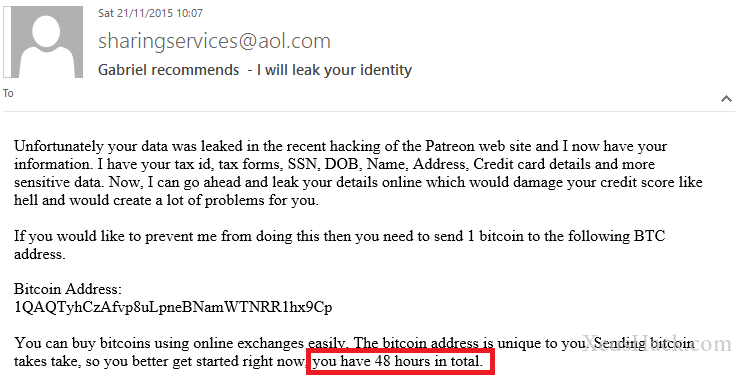 Sat 21/11/2015 10:07
sharingservices@aol.com
Gabriel recommends - I will leak your identity
To
Unfortunately your data was leaked in the recent hacking of the Patreon web site and I now have your
information. I have your tax id, tax forms, SSN, DOB, Name, Address, Credit card details and more
sensitive data. Now, I can go ahead and leak your details online which would damage your credit score like
hell and would create a lot of problems for you.
If you would like to prevent me from doing this then you need to send 1 bitcoin to the following BTC
address.
Bitcoin Address:
1QAQTyhCzAfvp8uLpneBNamWTNRR1hx9Cp
You can buy bitcoins using online exchanges easily. The bitcoin address is unique to you. Sending bitcoin
takes take, so you better get started right now, you have 48 hours in total.